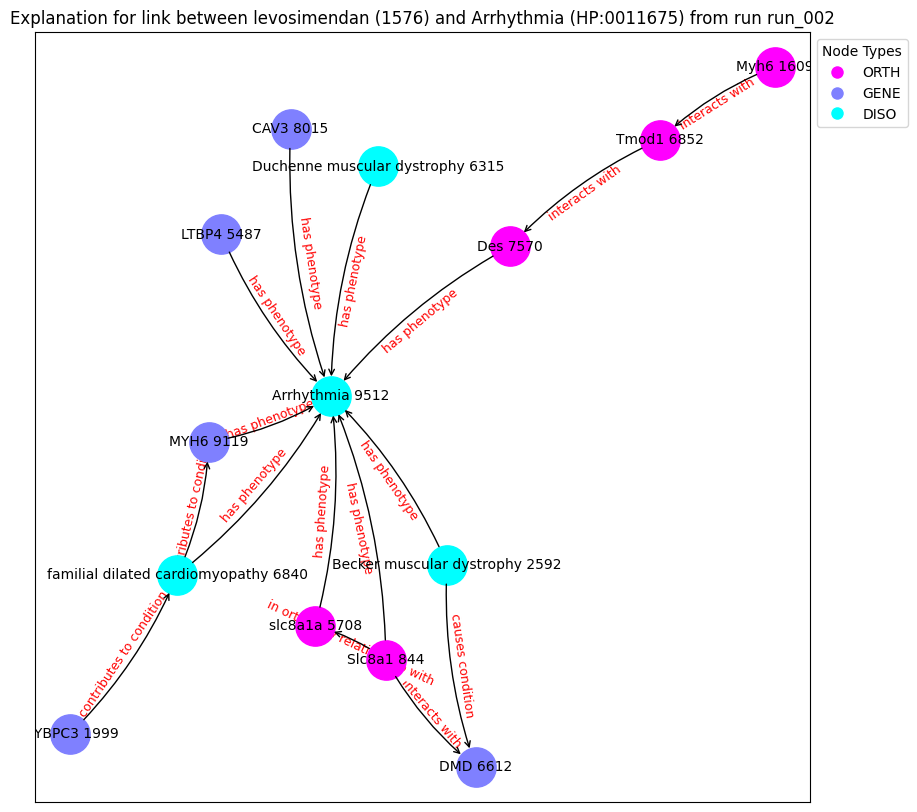 Explanation for link between levosimendan (1576) and Arrhythmia (HP:0011675) from run run_002
Node Types
ORTH
GENE
DISO
Myh6 1609
interacts with
Tmod1 6852
CAV3 8015
Duchenne muscular dystrophy 6315
interacts with
LTBP4 5487
Des 7570
has phenotype
has phenotype
has phenotype
has phenotype
Arrhythmia 9512
has phenotype
MYH6 9119
has phenotype
has phenotype
has phenotype
has phenotype
ributes to condi
familial dilated cardiomyopathy 6840
Becker muscular dystrophy 2592
contributes to condition
in ort relati with
slc8a1a 5708
Slc8a1 844
causes condition
interacts with
YBPC3 1999
DMD 6612